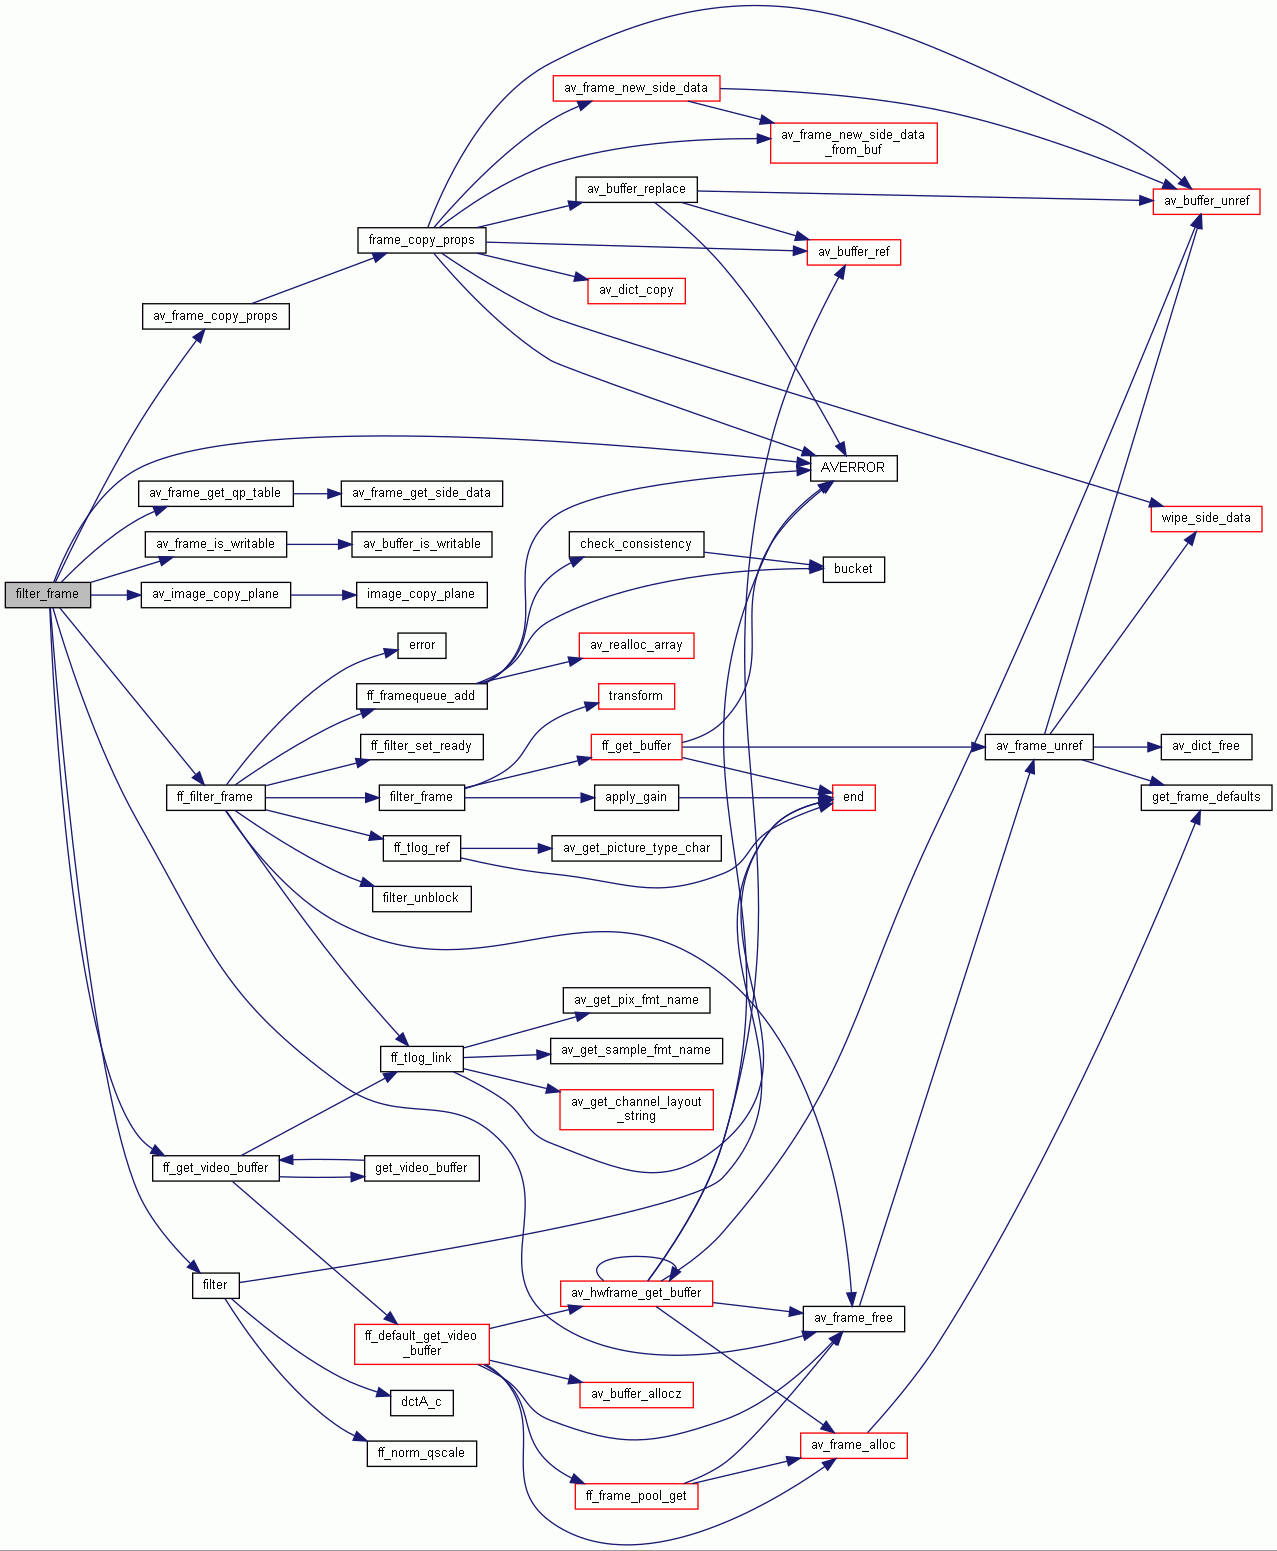 av_frame_new_side_data
av_frame_new_side_data
_from_buf
av_buffer_replace
av_buffer_unref
frame_copy_props
av_buffer_ref
av_dict_copy
av_frame_copy_props
AVERROR
av_frame_get_qp_table
av_frame_get_side_data
wipe_side_data
av_frame_is_writable
av_buffer_is_writable
check_consistency
bucket
filter_frame
av_image_copy_plane
image_copy_plane
error
av_realloc_array
ff_framequeue_add
transform
ff_filter_set_ready
ff_get_buffer
av_frame_unref
av_dict_free
ff_filter_frame
filter_frame
apply_gain
end
get_frame_defaults
ff_tlog_ref
av_get_picture_type_char
filter_unblock
av_get_pix_fmt_name
ff_tlog_link
av_get_sample_fmt_name
av_get_channel_layout
_string
ff_get_video_buffer
get_video_buffer
filter
av_hwframe_get_buffer
av_frame_free
ff_default_get_video
_buffer
dctA_c
av_buffer_allocz
av_frame_alloc
ff_norm_qscale
ff_frame_pool_get